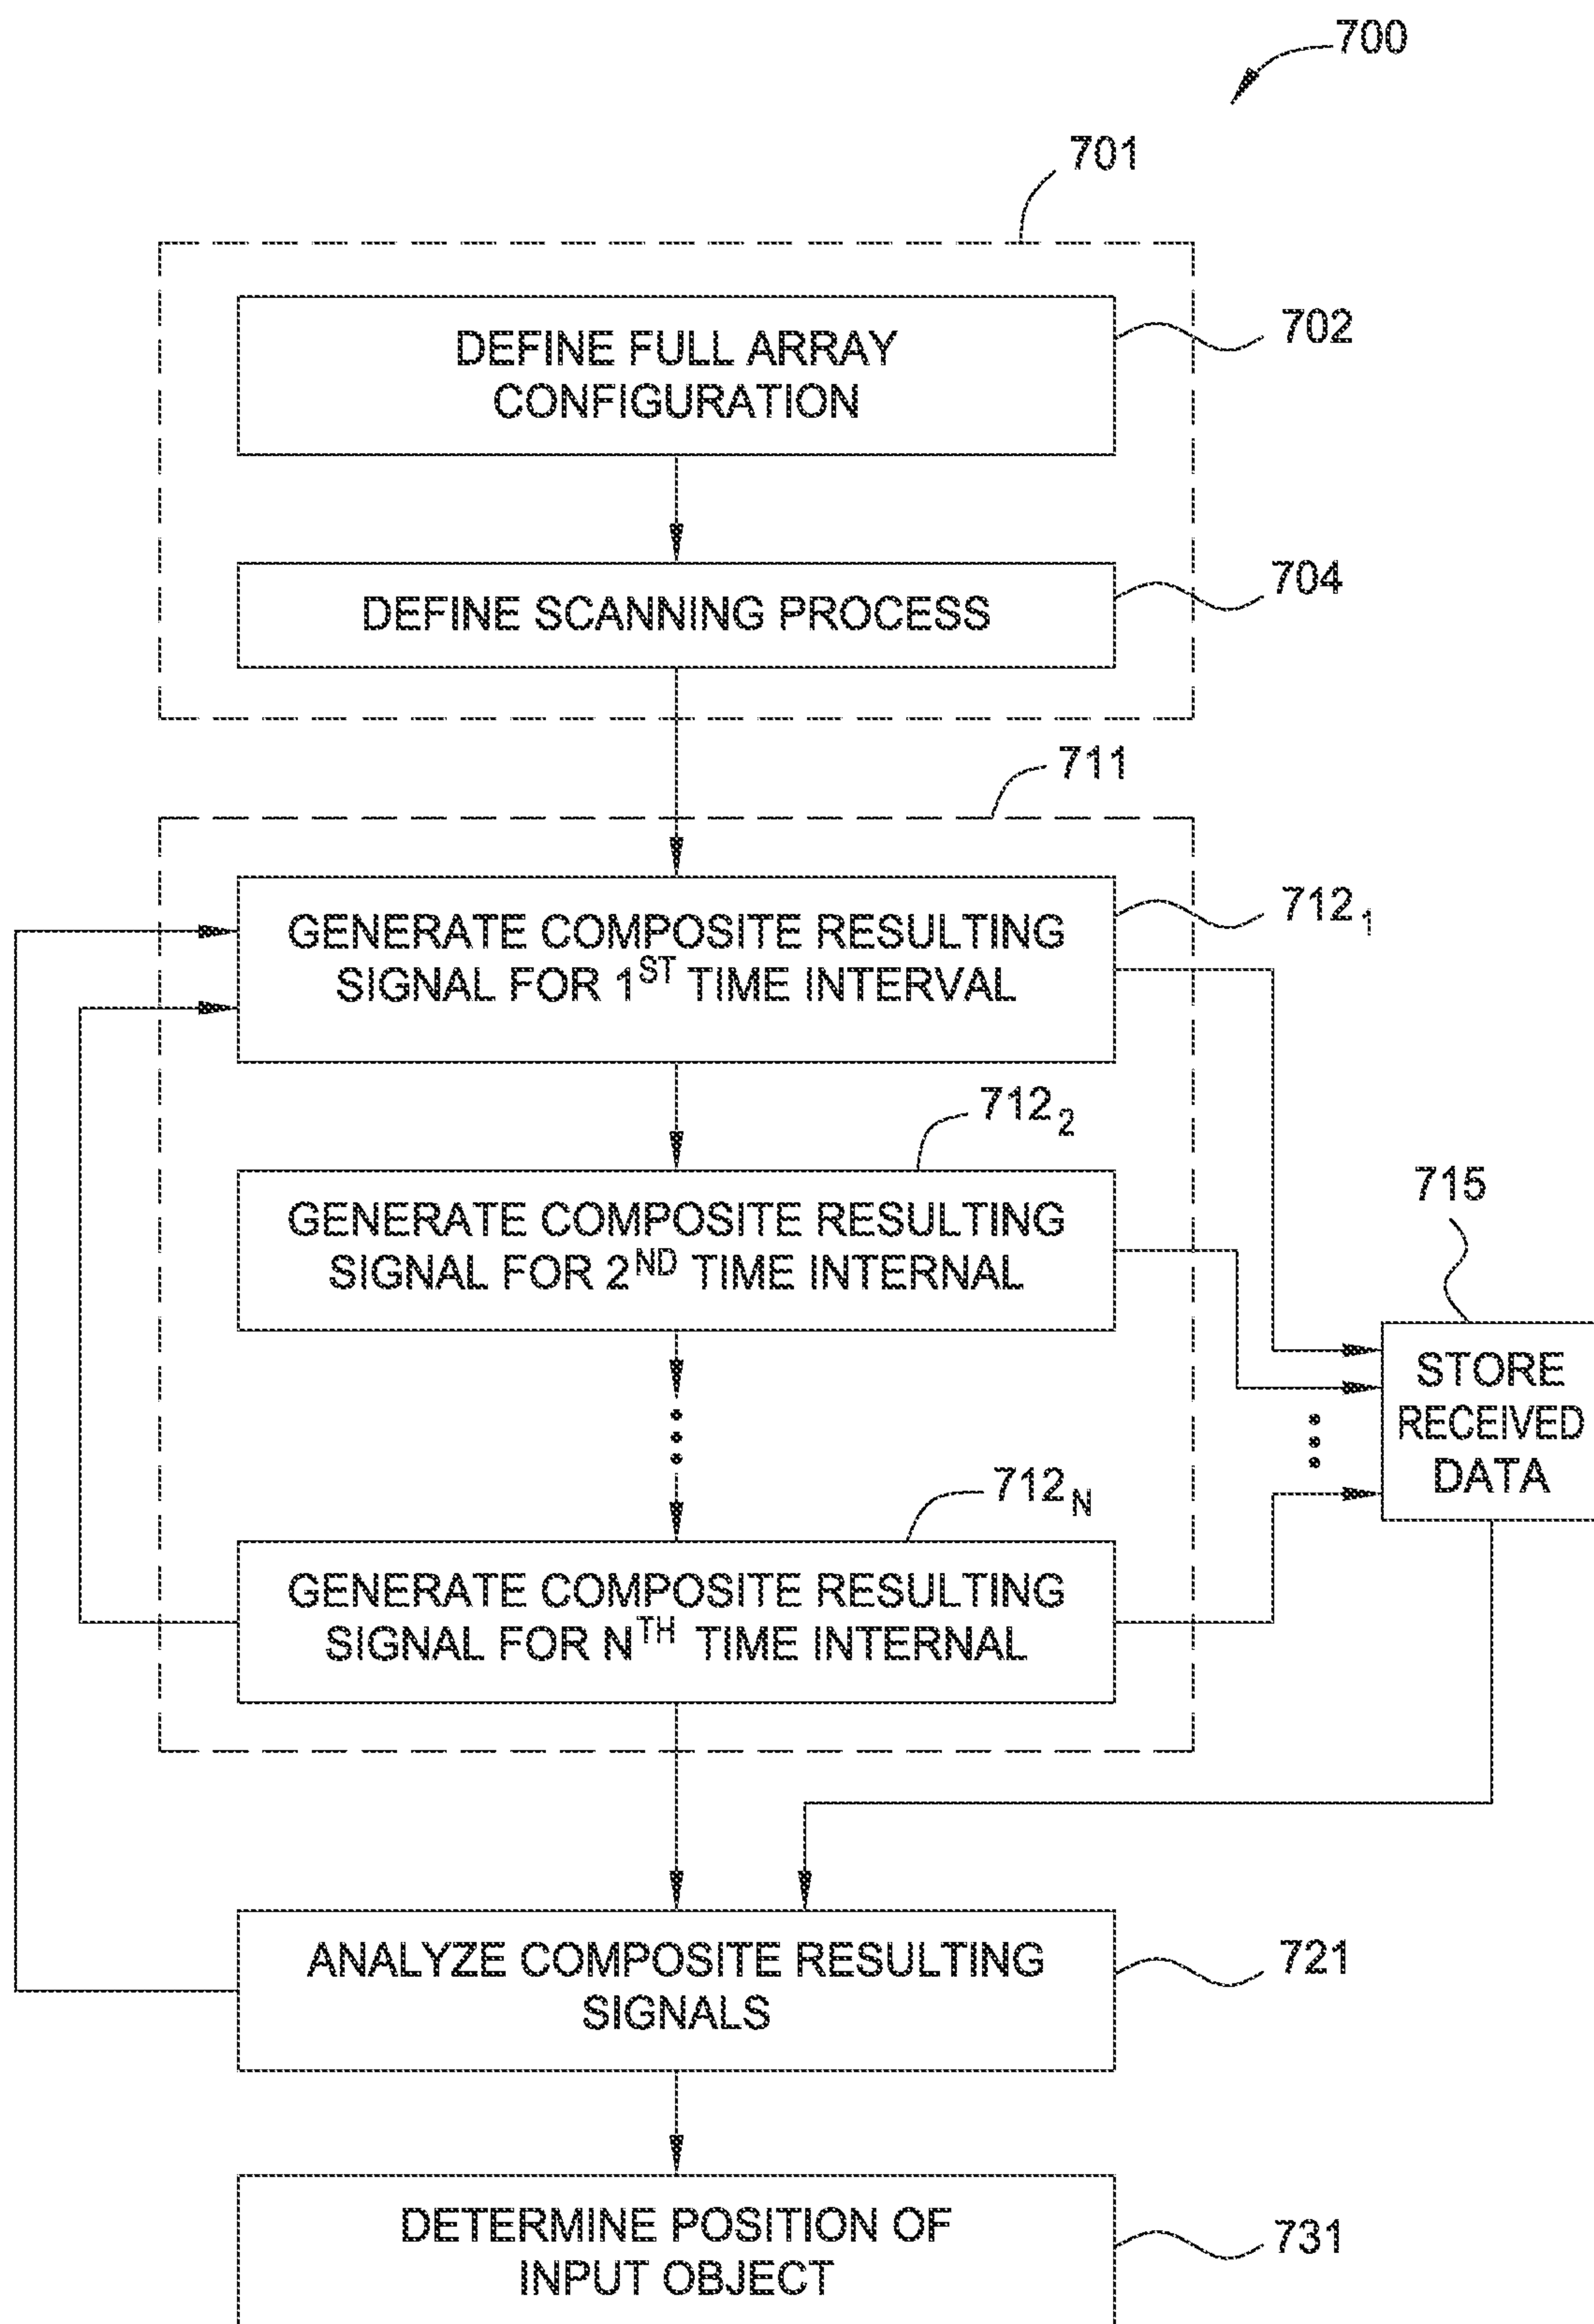 700
701
DEFINE FULL ARRAY
CONFIGURATION
702
DEFINE SCANNING PROCESS
704
711
GENERATE COMPOSITE RESULTING
SIGNAL FOR 1ST TIME INTERVAL
712 1
712 2
GENERATE COMPOSITE RESULTING
SIGNAL FOR 2ND TIME INTERNAL
715
STORE
RECEIVED
DATA
712 N
GENERATE COMPOSITE RESULTING
SIGNAL FOR NTH TIME INTERNAL
ANALYZE COMPOSITE RESULTING
SIGNALS
721
DETERMINE POSITION OF
INPUT OBJECT
731